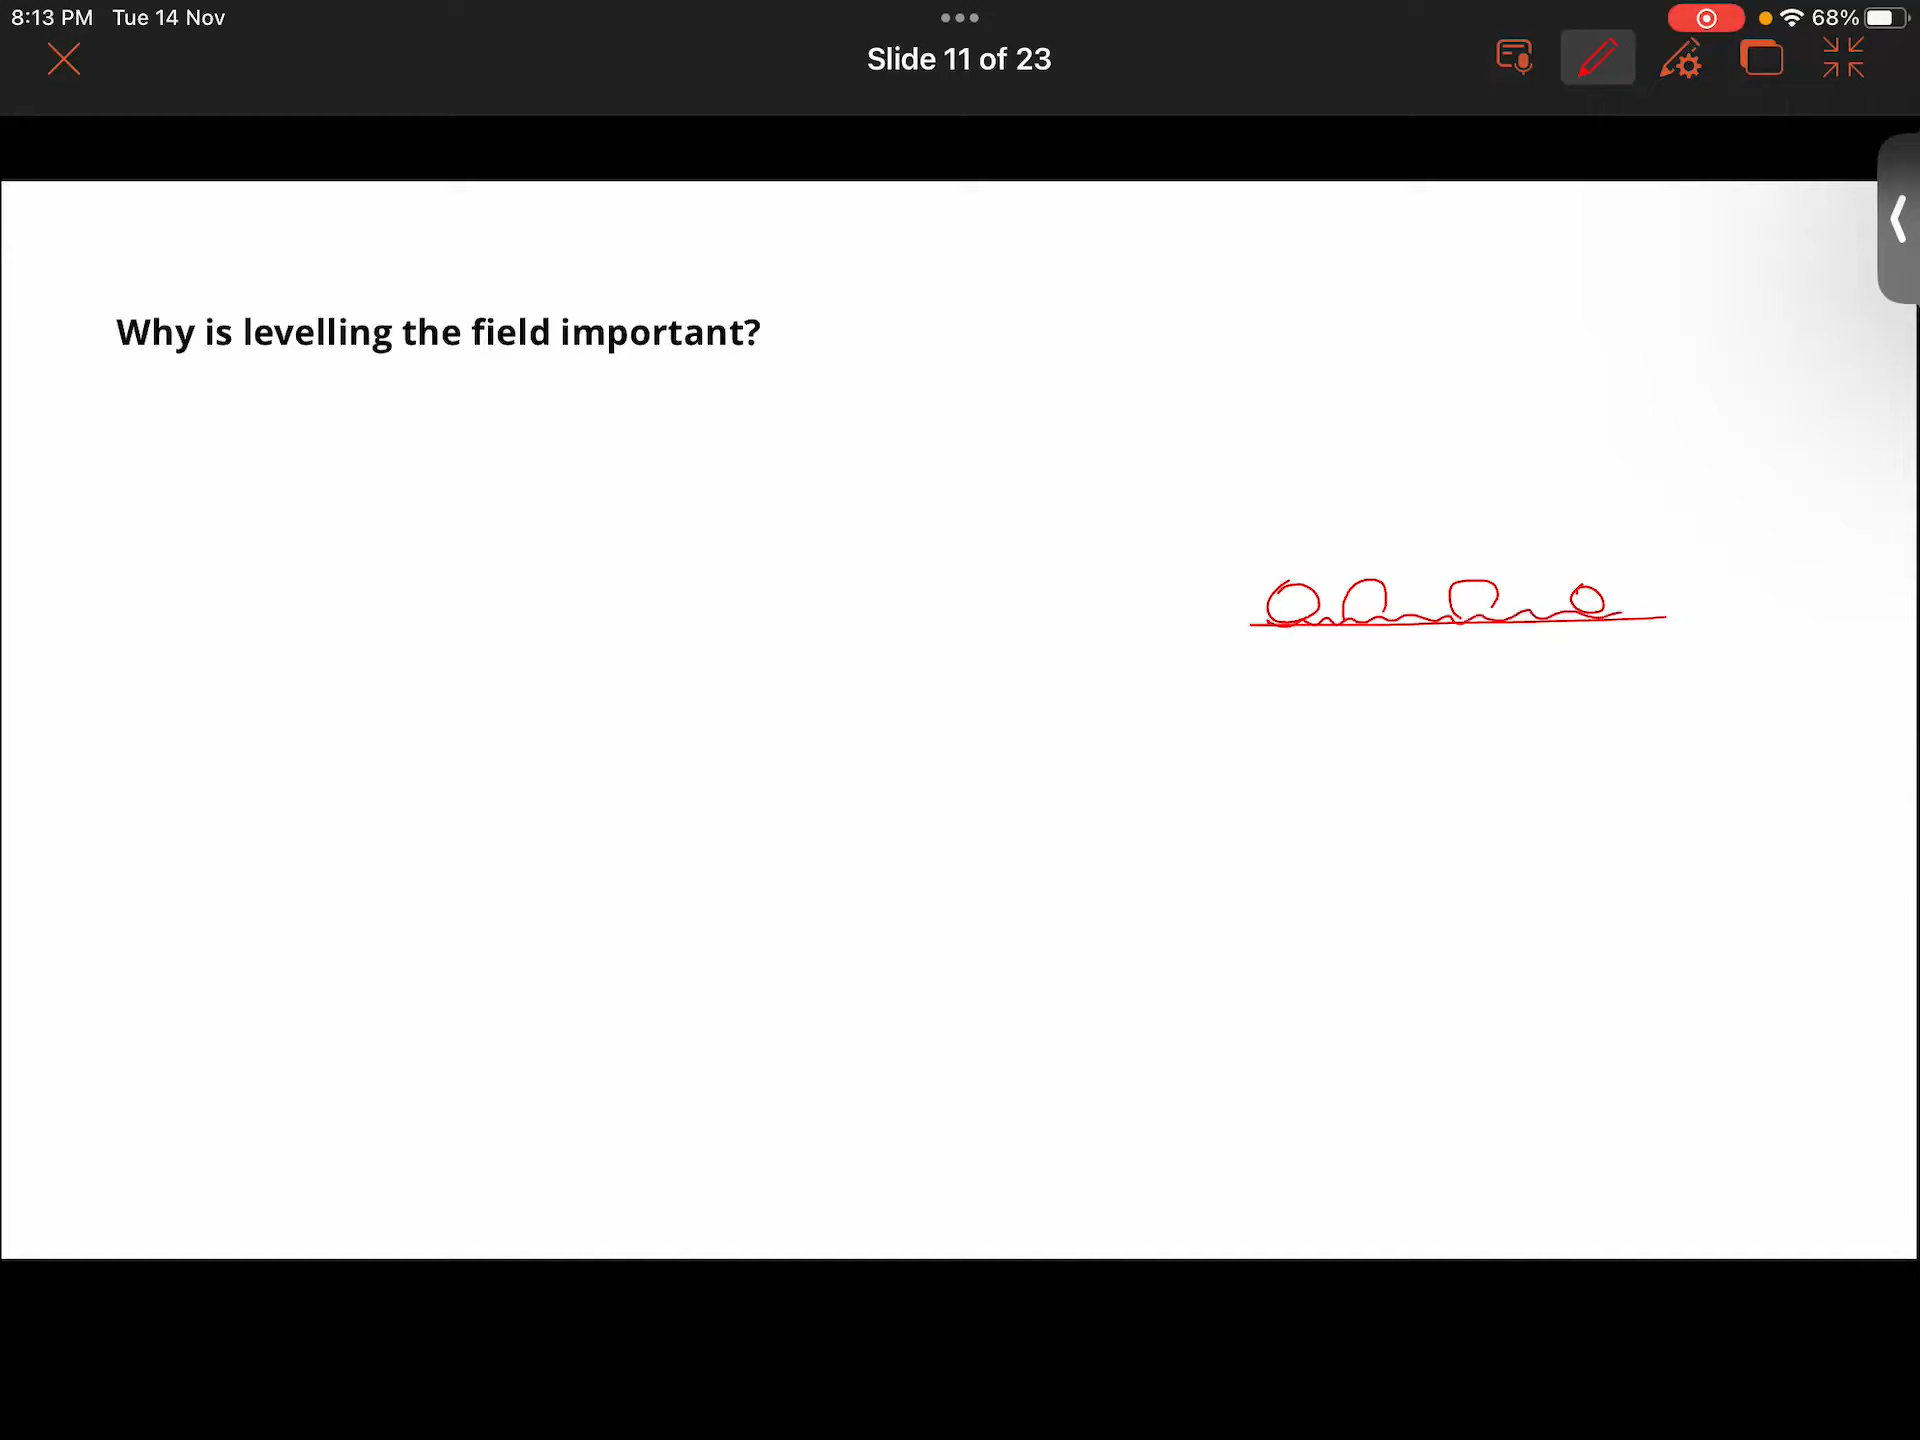 8:13 PM Tue 14 Nov
68%
Slide 11 of 23
Why is levelling the field important?